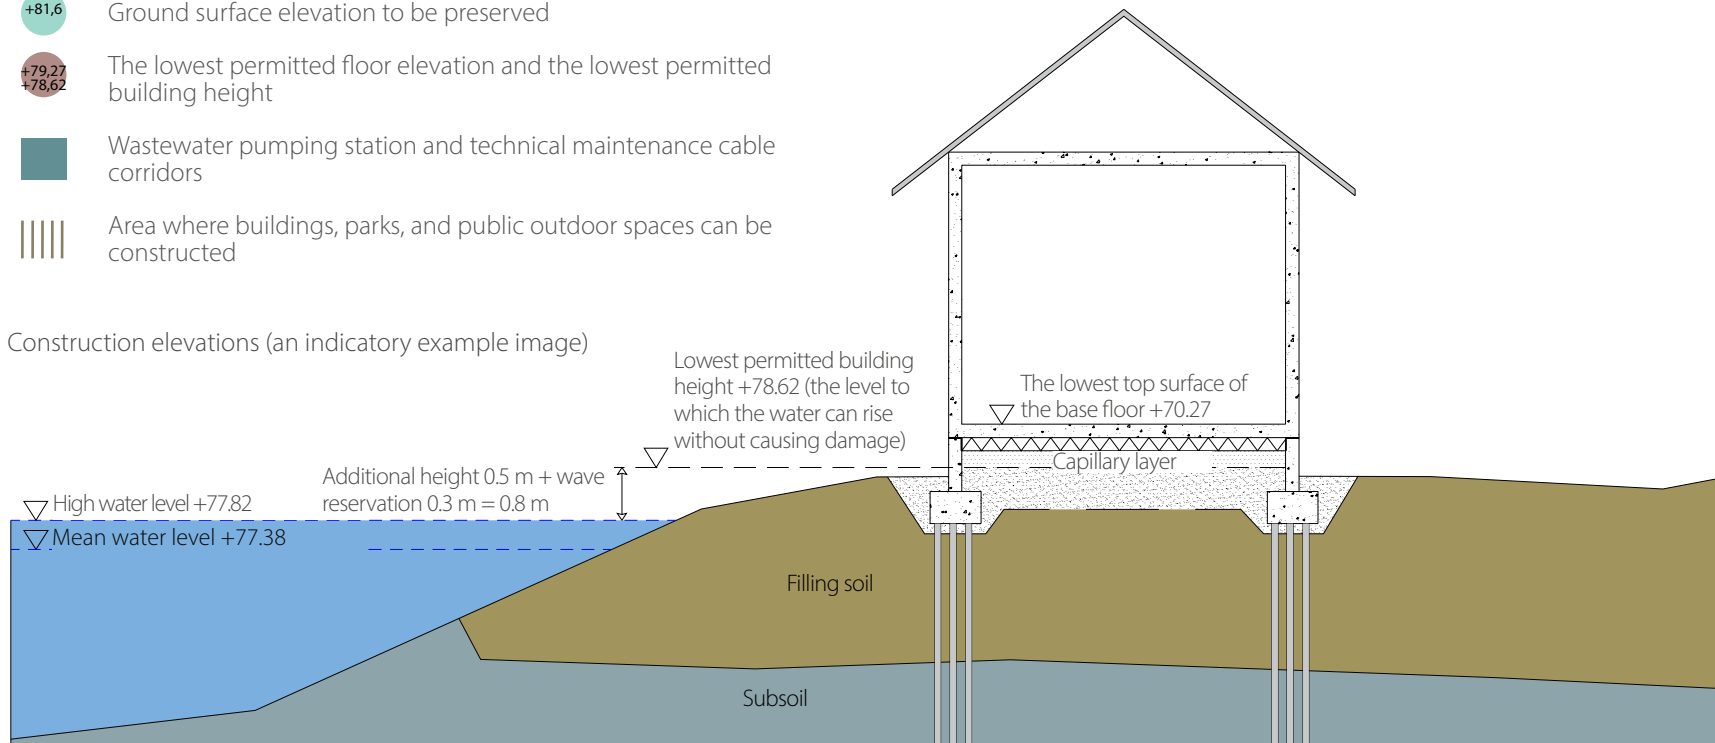 +81,6
Ground surface elevation to be preserved
+79,27
+78,62
The lowest permitted floor elevation and the lowest permitted
building height
Wastewater pumping station and technical maintenance cable
corridors
Area where buildings, parks, and public outdoor spaces can be
constructed
Construction elevations (an indicatory example image)
Lowest permitted building
height +78.62 (the level to
which the water can rise
without causing damage)
The lowest top surface of
the base floor +70.27
Capillary layer
Additional height 0.5 m + wave
reservation 0.3 m = 0.8 m
High water level +77.82
Mean water level +77.38
Filling soil
Subsoil